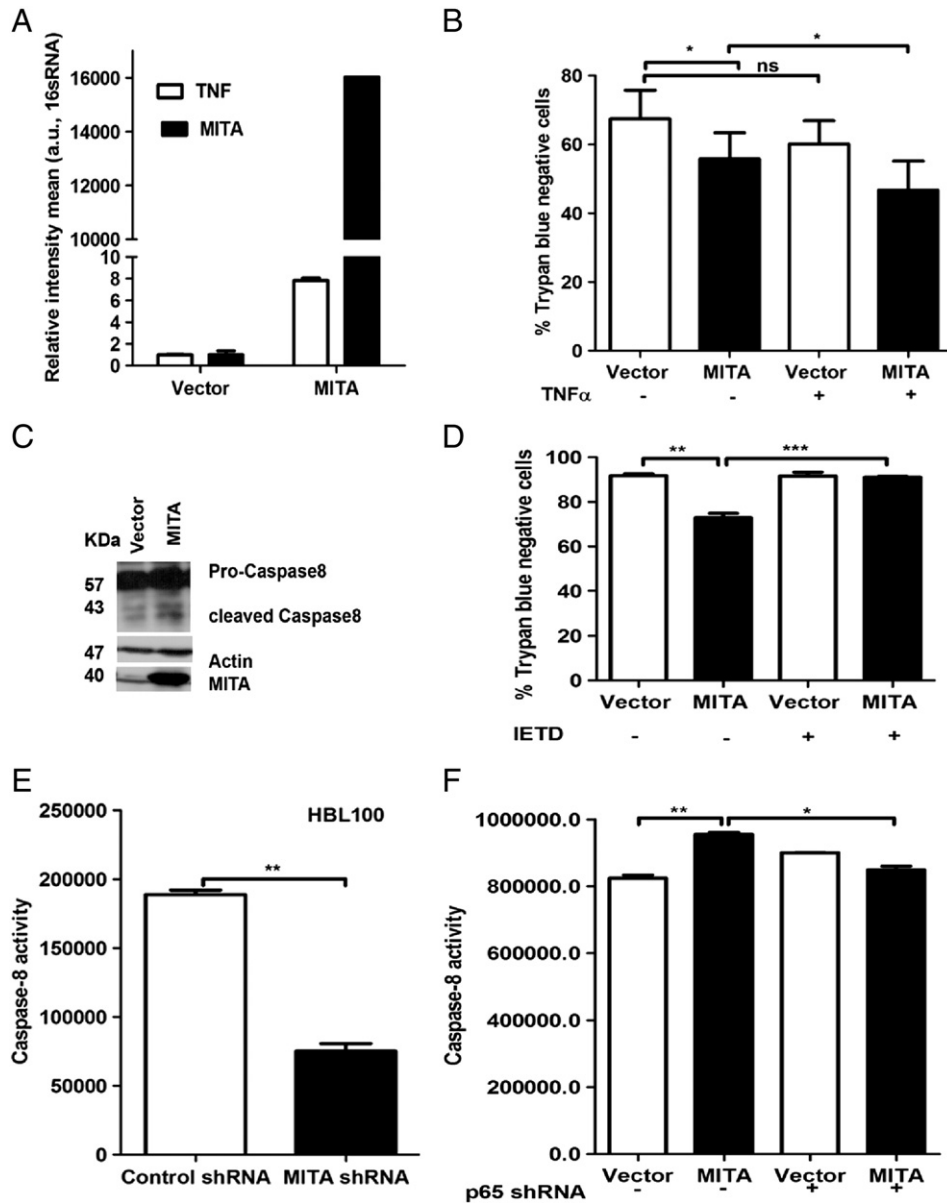 A
Relative intensity mean (a.u., 16sRNA)
16000
14000
12000
10000
10
8
6
4
2
0
TNF
MITA
Vector MITA
B
% Trypan blue negative cells
80
60
40
20
0
*
*
ns
Vector MITA Vector MITA
TNFα - - + +
C
KDa Vector MITA
57 Pro-Caspase8
43 cleaved Caspase8
47 Actin
40 MITA
D
% Trypan blue negative cells
100
80
60
40
20
0
** ***
Vector MITA Vector MITA
IETD - - + +
E
HBL100
Caspase-8 activity
250000
200000
150000
100000
50000
0
**
Control shRNA MITA shRNA
F
Caspase-8 activity
1000000.0
800000.0
600000.0
400000.0
200000.0
0
** *
Vector MITA Vector MITA
p65 shRNA - - + +